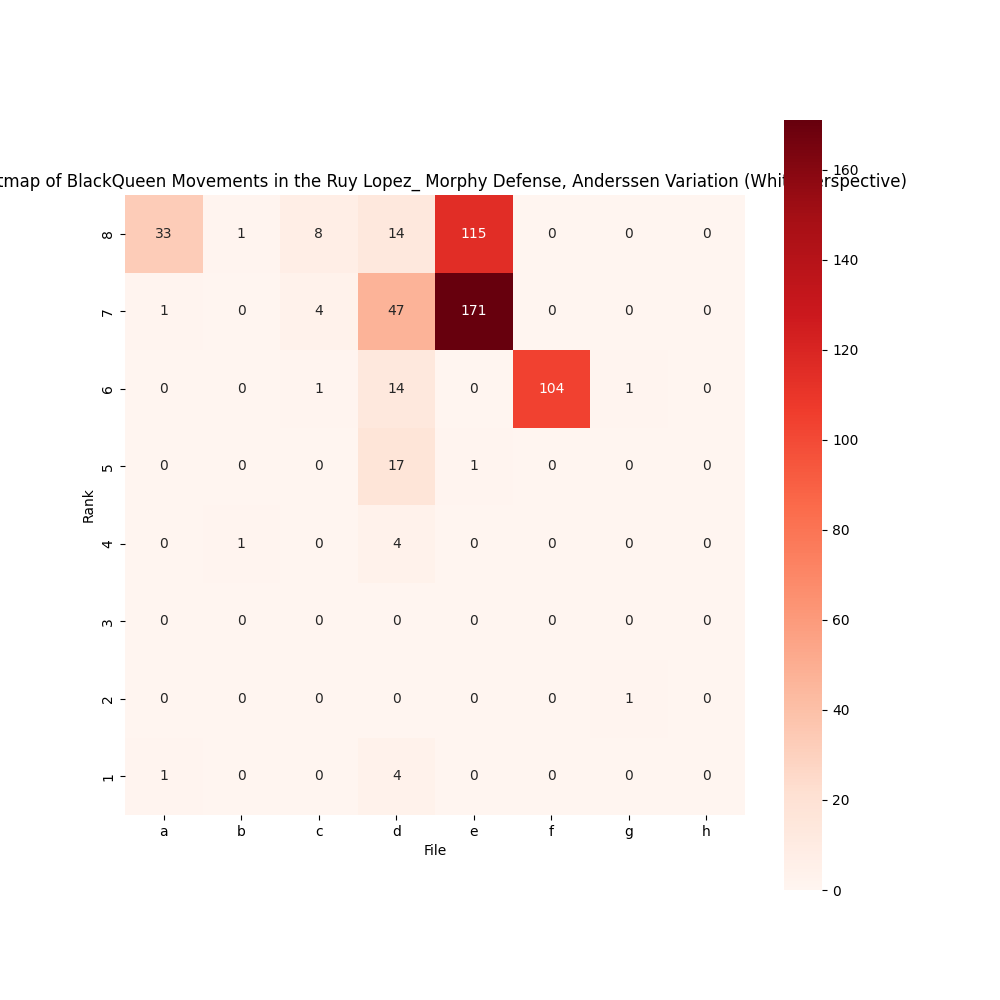 of BlackQueen Movements in the Ruy Lopez_ Morphy Defense, Anderssen Variation
160
8 33 1 8 14 115 0 0 0
140
7 1 0 4 47 171 0 0 0
120
6 0 0 1 14 0 104 1 0
100
5 0 0 0 17 1 0 0 0
80
Rank
4 0 1 0 4 0 0 0 0
60
3 0 0 0 0 0 0 0 0
40
2 0 0 0 0 0 0 1 0
1 1 0 0 4 0 0 0 0
20
a b c d e f g h
File
0